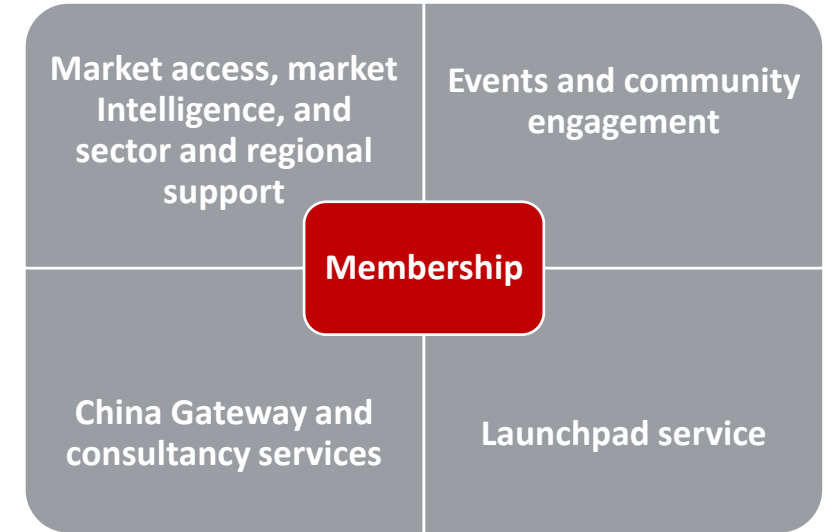 Market access, market
Intelligence, and
sector and regional
support
Events and community
engagement
Membership
China Gateway and
consultancy services
Launchpad service